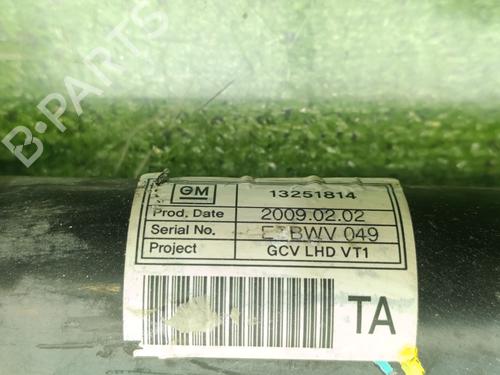 B-PARTS
GM 13251814
Prod. Date 2009.02.02
Serial No. BWV 049
Project GCV LHD VT1
TA